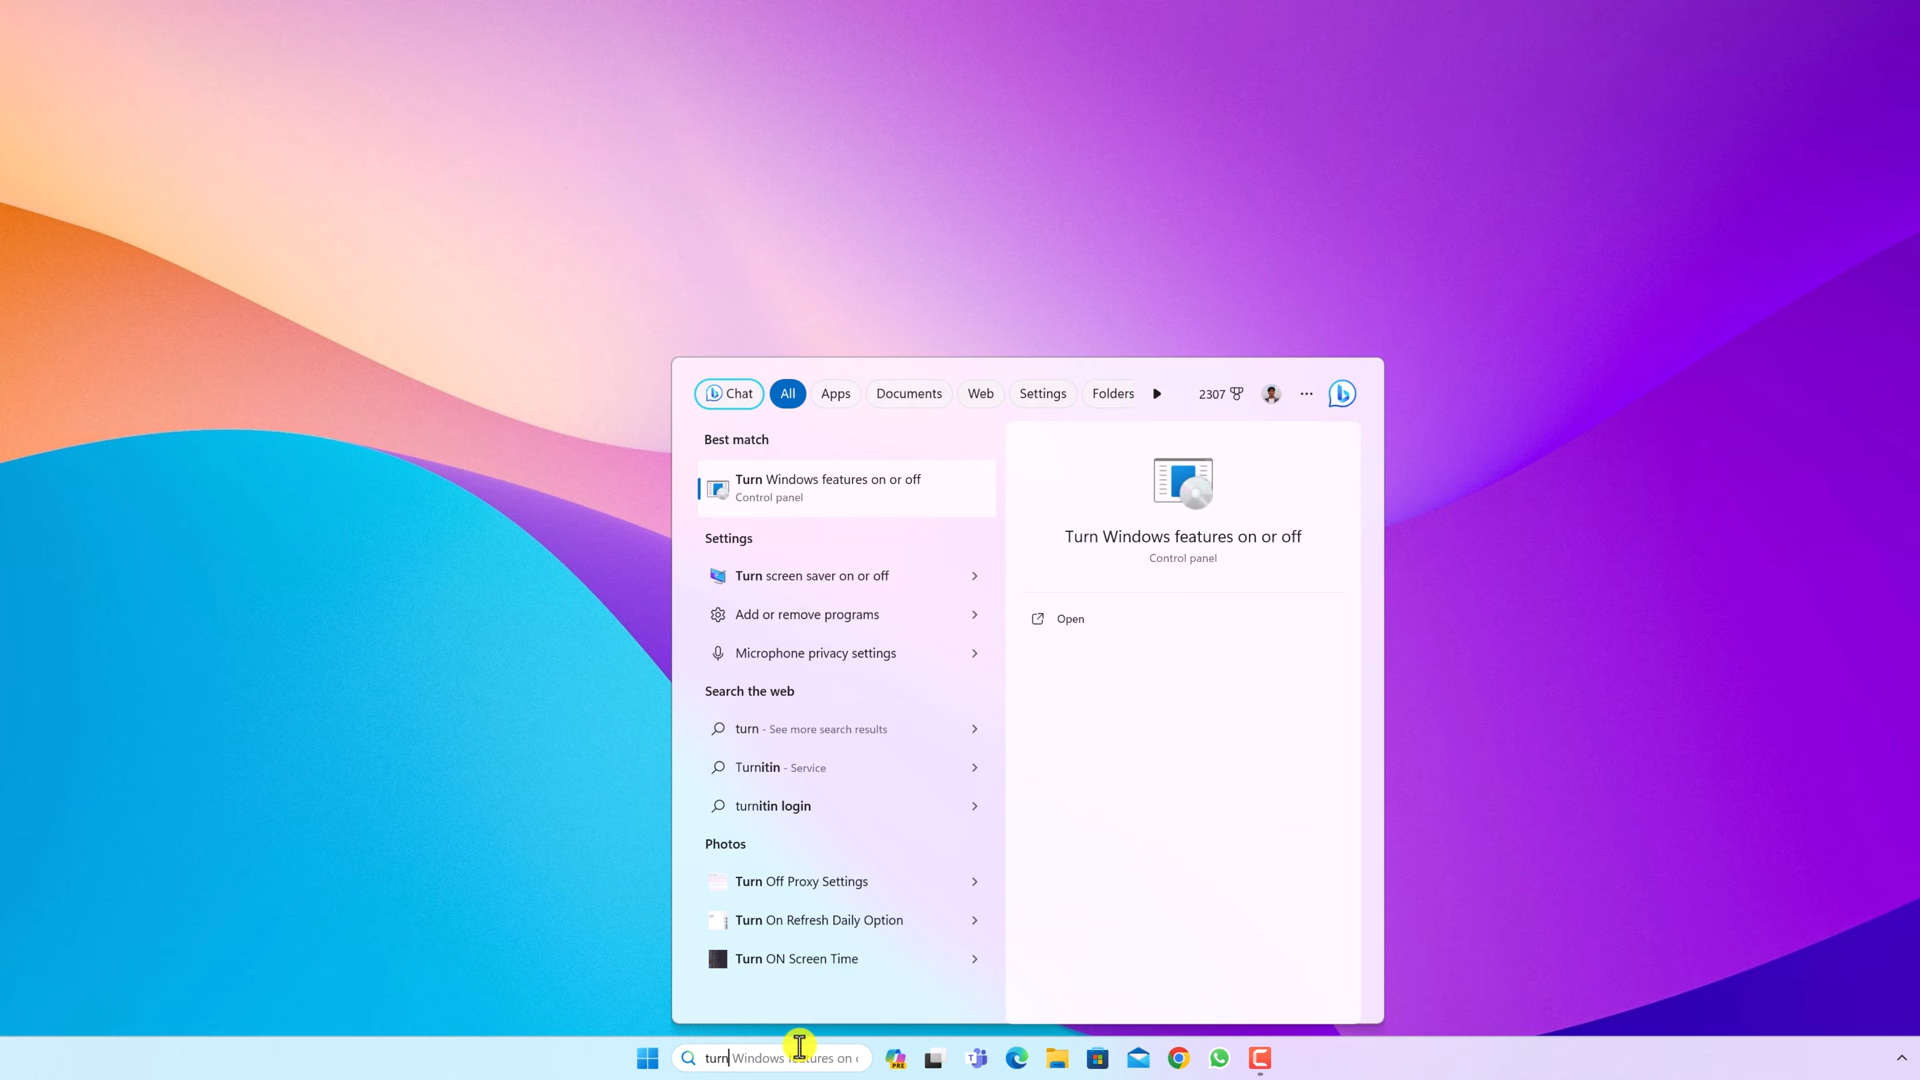 Chat All Apps Documents Web Settings Folders 2307
Best match
Turn Windows features on or off
Control panel
Settings
Turn screen saver on or off
Add or remove programs
Microphone privacy settings
Search the web
turn - See more search results
Turnitin - Service
turnitin login
Photos
Turn Off Proxy Settings
Turn On Refresh Daily Option
Turn ON Screen Time
Turn Windows features on or off
Control panel
Open
turn Windows features on
PRE